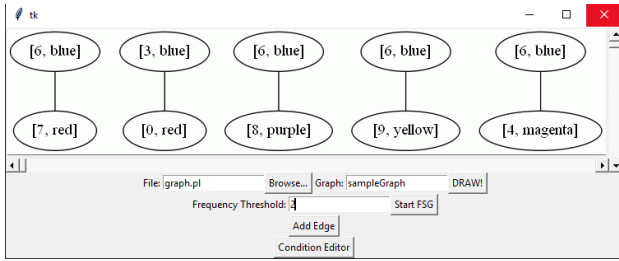 tk
[6, blue] [3, blue] [6, blue] [6, blue] [6, blue]
[7, red] [0, red] [8, purple] [9, yellow] [4, magenta]
File: graph.pl Browse... Graph: sampleGraph DRAW!
Frequency Threshold: 2 Start FSG
Add Edge
Condition Editor